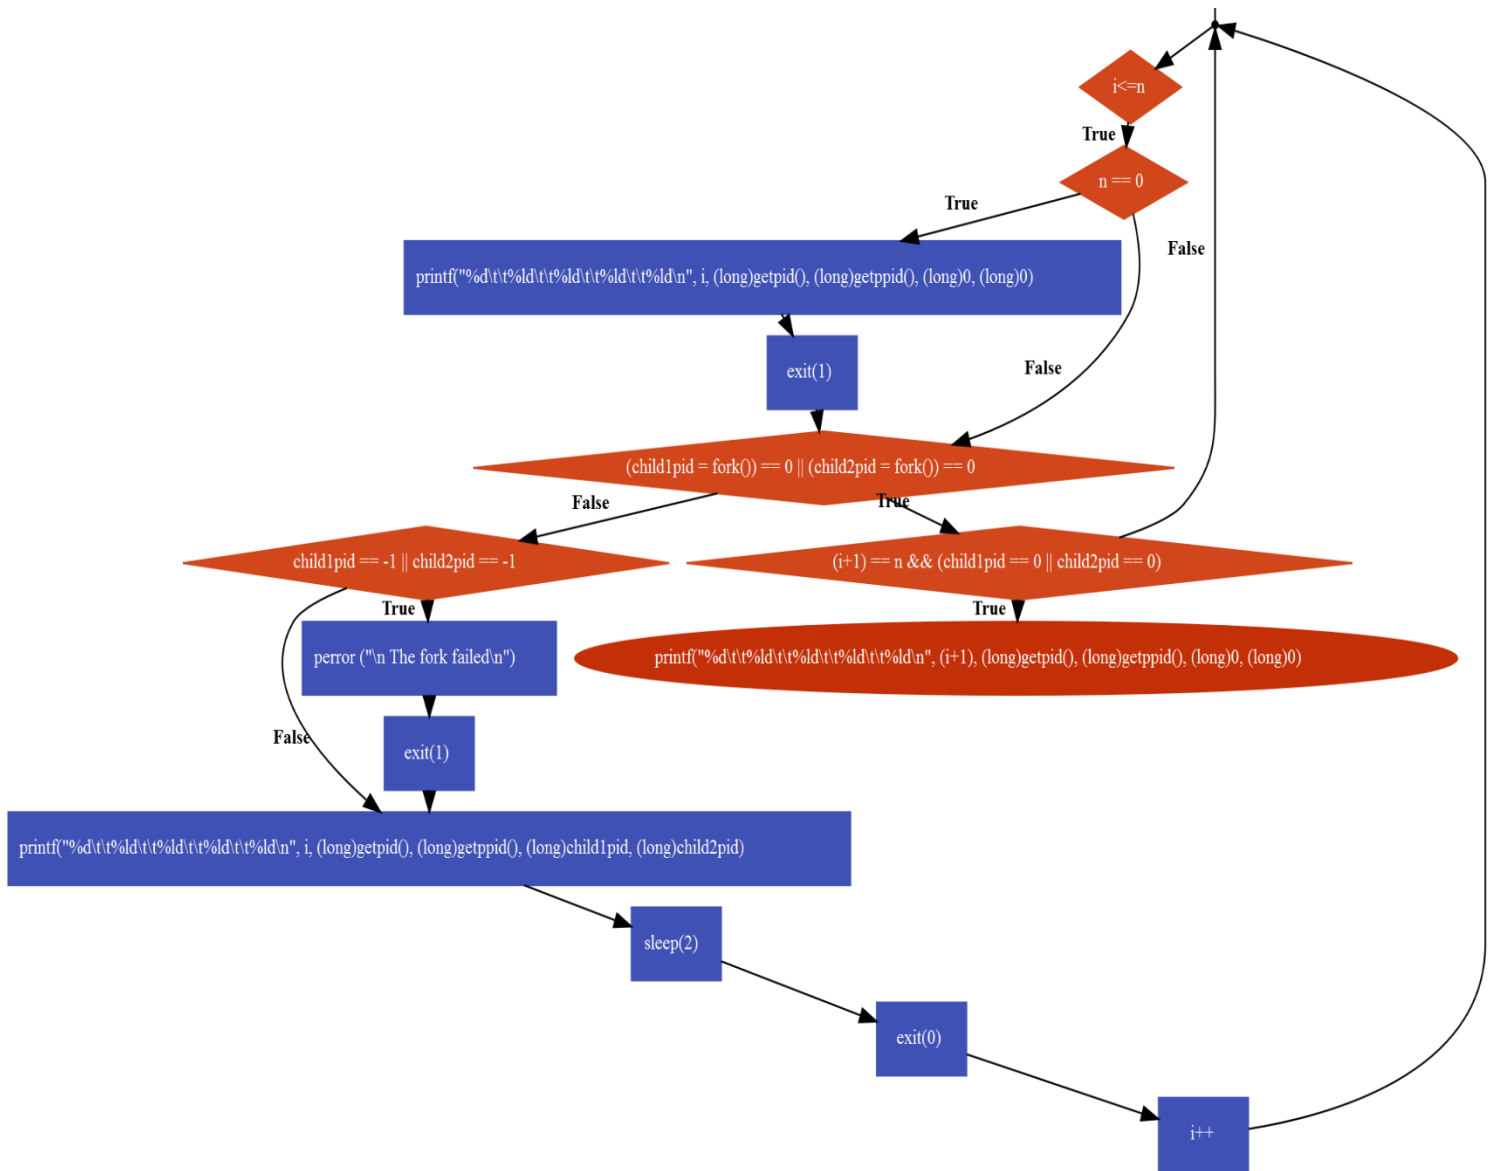 i<=n
True
n == 0
True
False
printf("%d\t\t%ld\t\t%ld\t\t%ld\t\t%ld\n", i, (long)getpid(), (long)getppid(), (long)0, (long)0)
exit(1)
False
(child1pid = fork()) == 0 || (child2pid = fork()) == 0
False
True
child1pid == -1 || child2pid == -1
(i+1) == n && (child1pid == 0 || child2pid == 0)
True
True
perror ("\n The fork failed\n")
printf("%d\t\t%ld\t\t%ld\t\t%ld\t\t%ld\n", (i+1), (long)getpid(), (long)getppid(), (long)0, (long)0)
False
exit(1)
printf("%d\t\t%ld\t\t%ld\t\t%ld\t\t%ld\n", i, (long)getpid(), (long)getppid(), (long)child1pid, (long)child2pid)
sleep(2)
exit(0)
i++